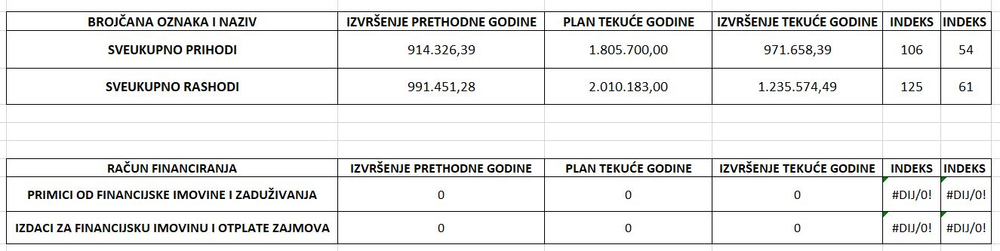 BROJČANA OZNAKA I NAZIV IZVRŠENJE PRETHODNE GODINE PLAN TEKUĆE GODINE IZVRŠENJE TEKUĆE GODINE INDEKS INDEKS
SVEUKUPNO PRIHODI 914.326,39 1.805.700,00 971.658,39 106 54
SVEUKUPNO RASHODI 991.451,28 2.010.183,00 1.235.574,49 125 61
RAČUN FINANCIRANJA IZVRŠENJE PRETHODNE GODINE PLAN TEKUĆE GODINE IZVRŠENJE TEKUĆE GODINE INDEKS INDEKS
PRIMICI OD FINANCIJSKE IMOVINE I ZADUŽIVANJA 0 0 0 #DIJ/0! #DIJ/0!
IZDACI ZA FINANCIJSKU IMOVINU I OTPLATE ZAJMOVA 0 0 0 #DIJ/0! #DIJ/0!